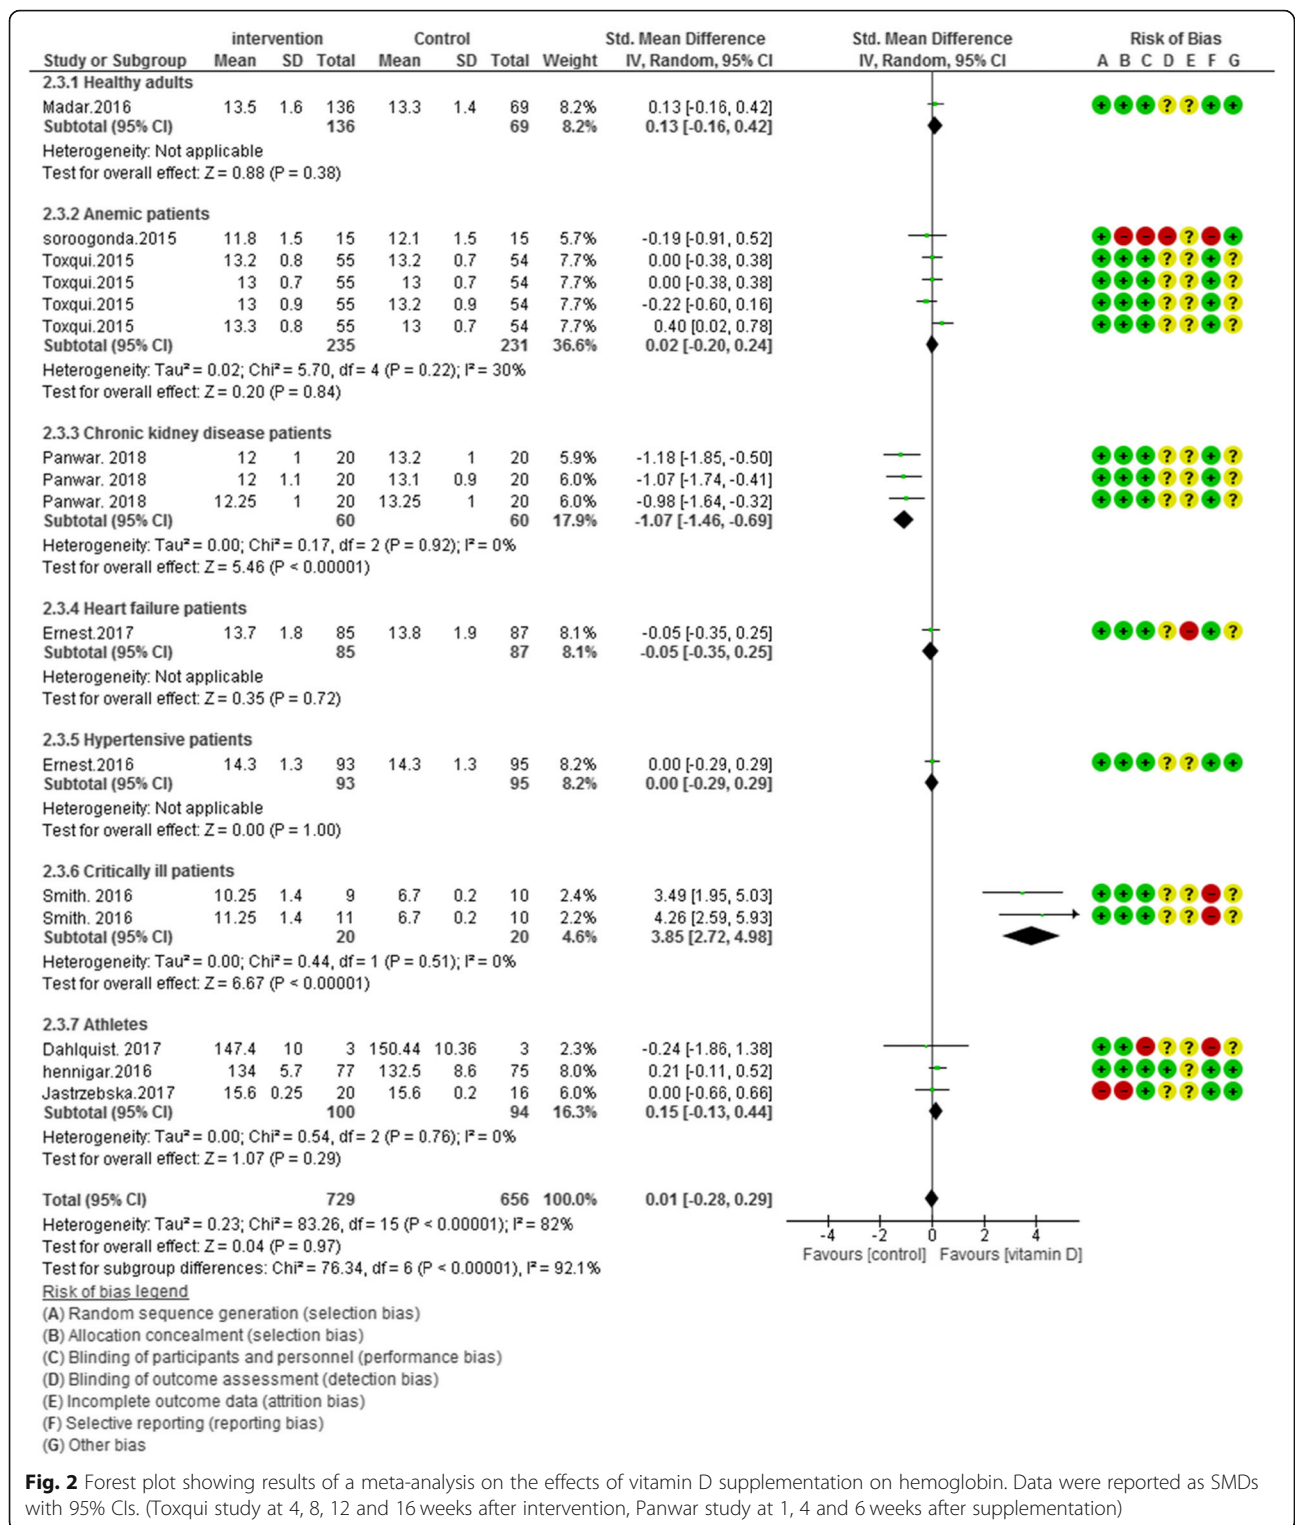 intervention Control Std. Mean Difference Std. Mean Difference Risk of Bias
Study or Subgroup Mean SD Total Mean SD Total Weight IV, Random, 95% CI IV, Random, 95% CI A B C D E F G
2.3.1 Healthy adults
Madar.2016 13.5 1.6 136 13.3 1.4 69 8.2% 0.13 [-0.16, 0.42] + + + ? ? + +
Subtotal (95% CI) 136 69 8.2% 0.13 [-0.16, 0.42]
Heterogeneity: Not applicable
Test for overall effect: Z = 0.88 (P = 0.38)
2.3.2 Anemic patients
soroogonda.2015 11.8 1.5 15 12.1 1.5 15 5.7% -0.19 [-0.91, 0.52] + - - - ? - +
Toxqui.2015 13.2 0.8 55 13.2 0.7 54 7.7% 0.00 [-0.38, 0.38] + + + ? ? + ?
Toxqui.2015 13 0.7 55 13 0.7 54 7.7% 0.00 [-0.38, 0.38] + + + ? ? + ?
Toxqui.2015 13 0.9 55 13.2 0.9 54 7.7% -0.22 [-0.60, 0.16] + + + ? ? + ?
Toxqui.2015 13.3 0.8 55 13 0.7 54 7.7% 0.40 [0.02, 0.78] + + + ? ? + ?
Subtotal (95% CI) 235 231 36.6% 0.02 [-0.20, 0.24]
Heterogeneity: Tau² = 0.02; Chi² = 5.70, df = 4 (P = 0.22); I² = 30%
Test for overall effect: Z = 0.20 (P = 0.84)
2.3.3 Chronic kidney disease patients
Panwar. 2018 12 1 20 13.2 1 20 5.9% -1.18 [-1.85, -0.50] + + + ? ? + ?
Panwar. 2018 12 1.1 20 13.1 0.9 20 6.0% -1.07 [-1.74, -0.41] + + + ? ? + ?
Panwar. 2018 12.25 1 20 13.25 1 20 6.0% -0.98 [-1.64, -0.32] + + + ? ? + ?
Subtotal (95% CI) 60 60 17.9% -1.07 [-1.46, -0.69]
Heterogeneity: Tau² = 0.00; Chi² = 0.17, df = 2 (P = 0.92); I² = 0%
Test for overall effect: Z = 5.46 (P < 0.00001)
2.3.4 Heart failure patients
Ernest.2017 13.7 1.8 85 13.8 1.9 87 8.1% -0.05 [-0.35, 0.25] + + + ? - + ?
Subtotal (95% CI) 85 87 8.1% -0.05 [-0.35, 0.25]
Heterogeneity: Not applicable
Test for overall effect: Z = 0.35 (P = 0.72)
2.3.5 Hypertensive patients
Ernest.2016 14.3 1.3 93 14.3 1.3 95 8.2% 0.00 [-0.29, 0.29] + + + ? ? + +
Subtotal (95% CI) 93 95 8.2% 0.00 [-0.29, 0.29]
Heterogeneity: Not applicable
Test for overall effect: Z = 0.00 (P = 1.00)
2.3.6 Critically ill patients
Smith. 2016 10.25 1.4 9 6.7 0.2 10 2.4% 3.49 [1.95, 5.03] + + + ? ? - ?
Smith. 2016 11.25 1.4 11 6.7 0.2 10 2.2% 4.26 [2.59, 5.93] + + + ? ? - ?
Subtotal (95% CI) 20 20 4.6% 3.85 [2.72, 4.98]
Heterogeneity: Tau² = 0.00; Chi² = 0.44, df = 1 (P = 0.51); I² = 0%
Test for overall effect: Z = 6.67 (P < 0.00001)
2.3.7 Athletes
Dahlquist. 2017 147.4 10 3 150.44 10.36 3 2.3% -0.24 [-1.86, 1.38] + + - ? ? - ?
hennigar.2016 134 5.7 77 132.5 8.6 75 8.0% 0.21 [-0.11, 0.52] + + + + ? + +
Jastrzebska.2017 15.6 0.25 20 15.6 0.2 16 6.0% 0.00 [-0.66, 0.66] - - ? ? ? + +
Subtotal (95% CI) 100 94 16.3% 0.15 [-0.13, 0.44]
Heterogeneity: Tau² = 0.00; Chi² = 0.54, df = 2 (P = 0.76); I² = 0%
Test for overall effect: Z = 1.07 (P = 0.29)
Total (95% CI) 729 656 100.0% 0.01 [-0.28, 0.29]
Heterogeneity: Tau² = 0.23; Chi² = 83.26, df = 15 (P < 0.00001); I² = 82%
Test for overall effect: Z = 0.04 (P = 0.97)
Test for subgroup differences: Chi² = 76.34, df = 6 (P < 0.00001), I² = 92.1%
-4 -2 0 2 4
Favours [control] Favours [vitamin D]
Risk of bias legend
(A) Random sequence generation (selection bias)
(B) Allocation concealment (selection bias)
(C) Blinding of participants and personnel (performance bias)
(D) Blinding of outcome assessment (detection bias)
(E) Incomplete outcome data (attrition bias)
(F) Selective reporting (reporting bias)
(G) Other bias
Fig. 2 Forest plot showing results of a meta-analysis on the effects of vitamin D supplementation on hemoglobin. Data were reported as SMDs
with 95% CIs. (Toxqui study at 4, 8, 12 and 16 weeks after intervention, Panwar study at 1, 4 and 6 weeks after supplementation)